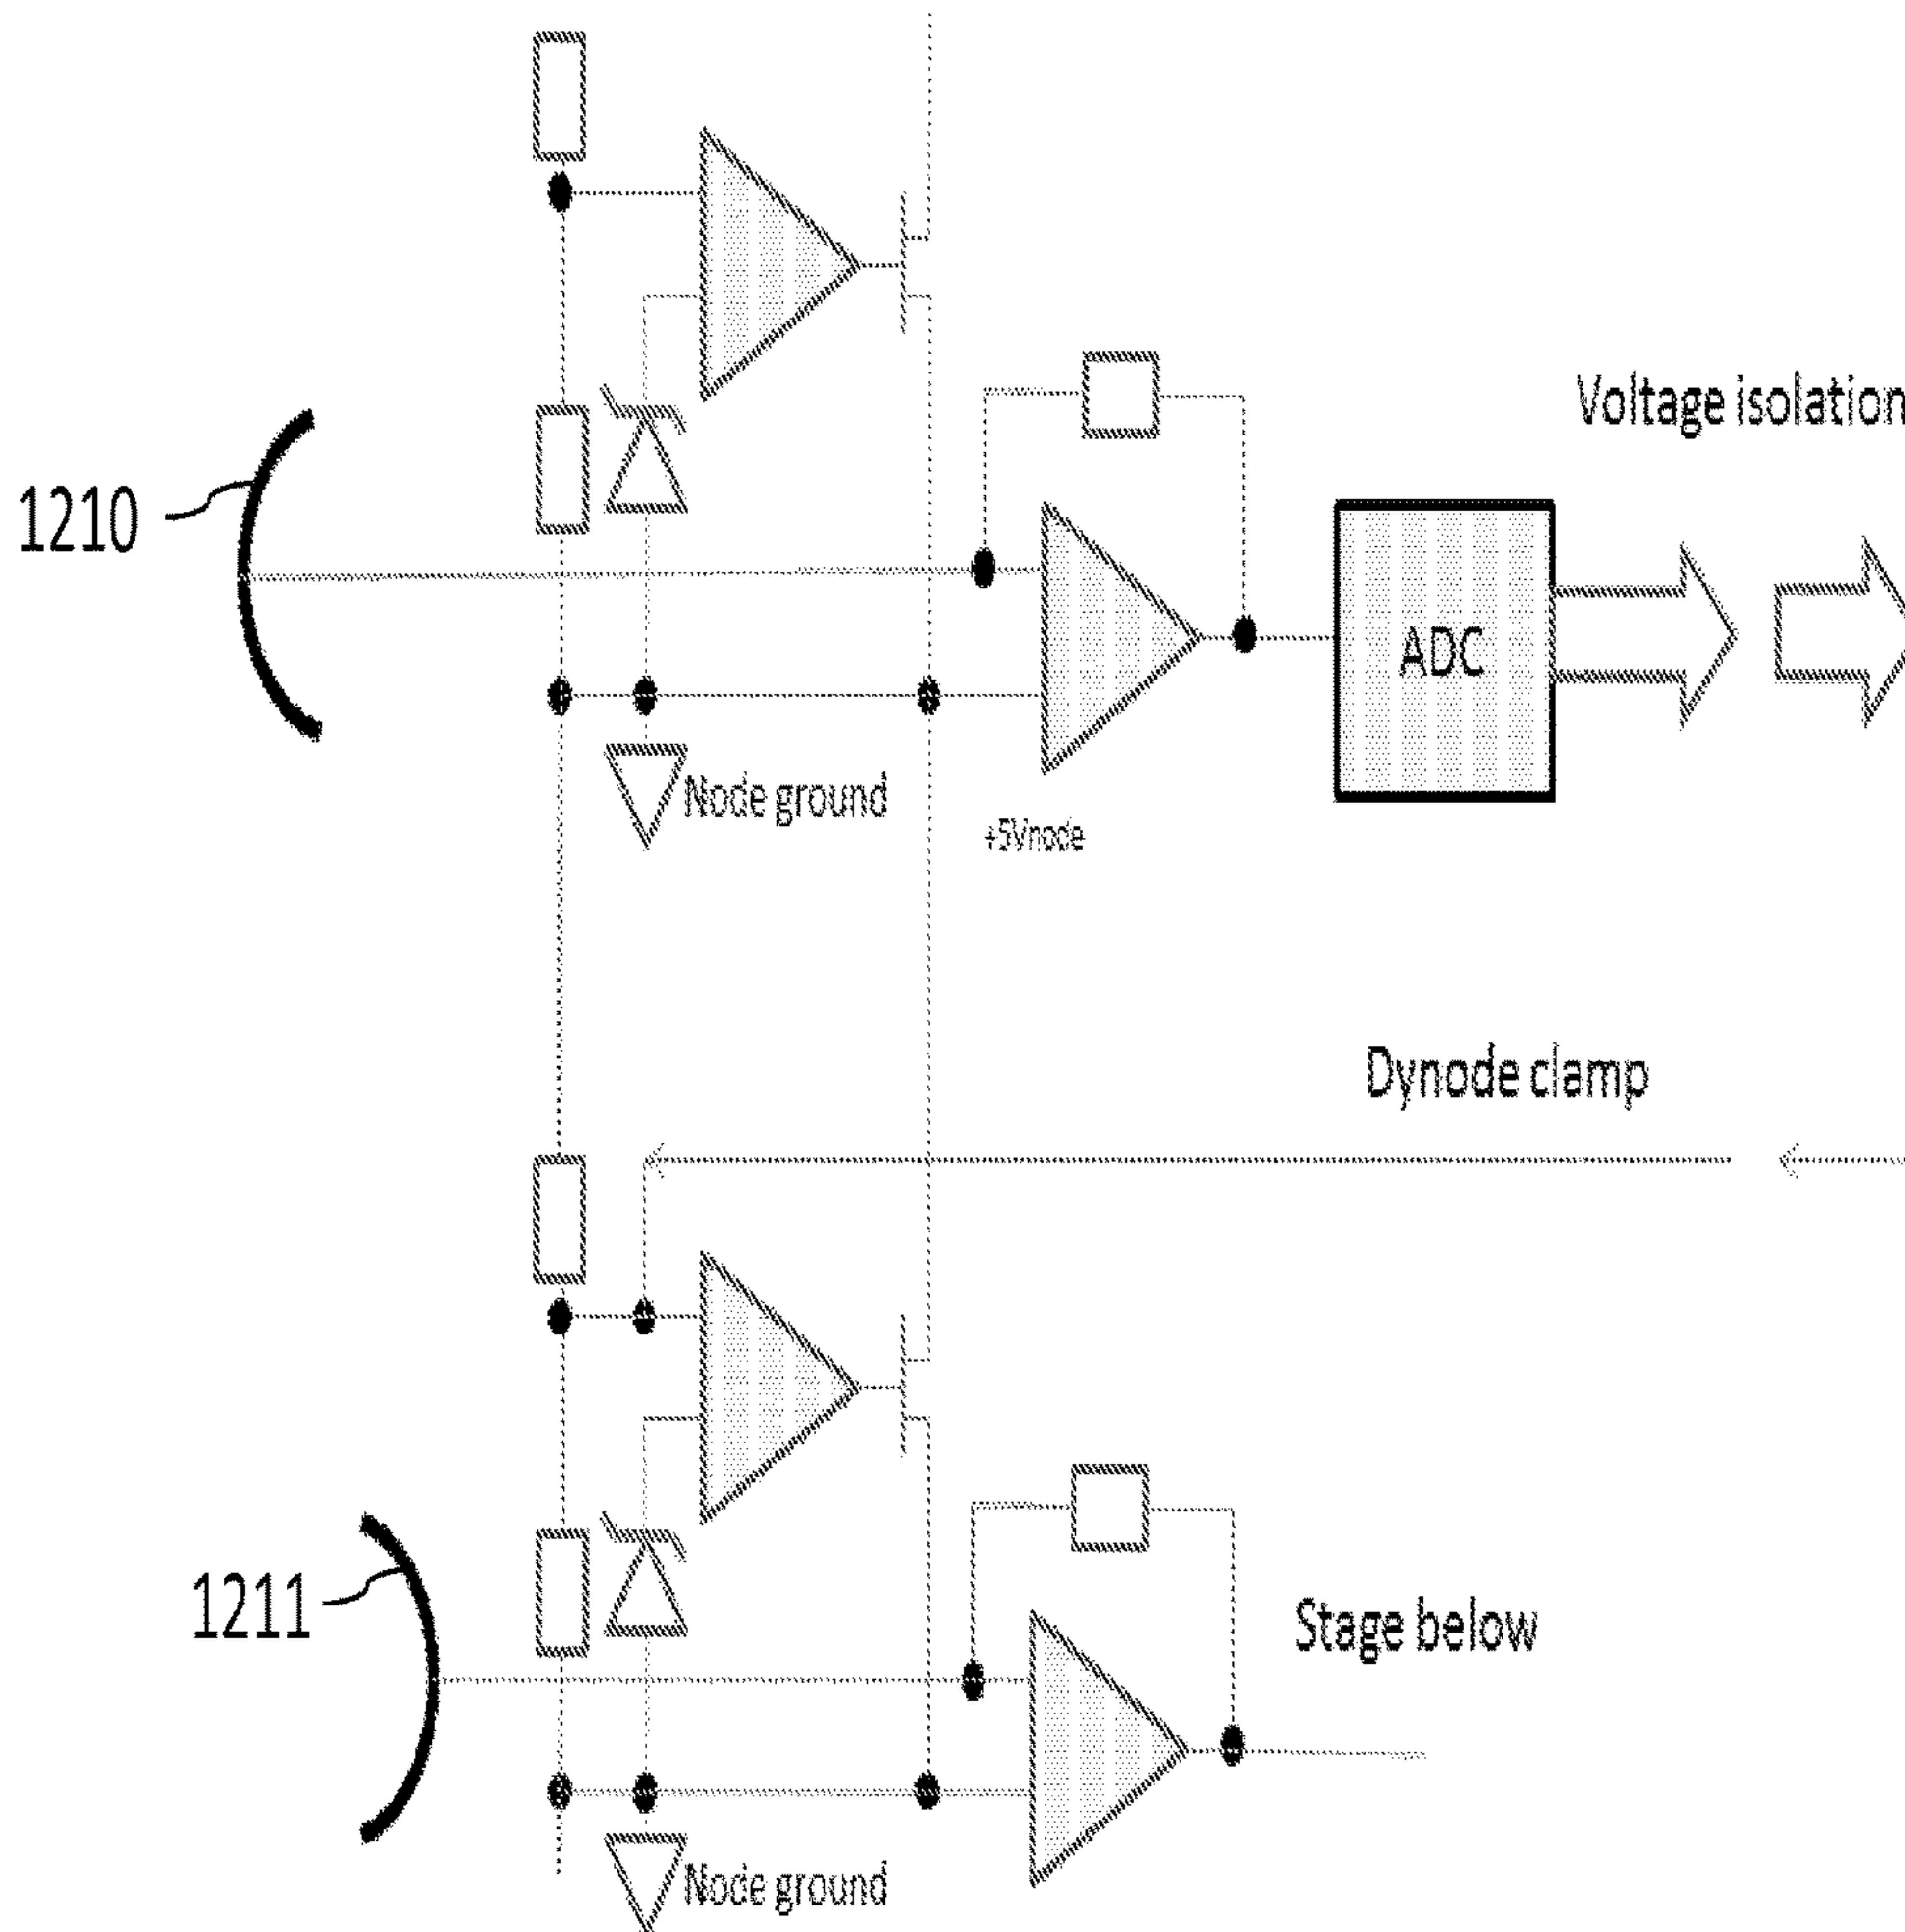 Voltage isolation
1210
ADC
Node ground
+5Vnode
Dynode clamp
1211
Stage below
Node ground